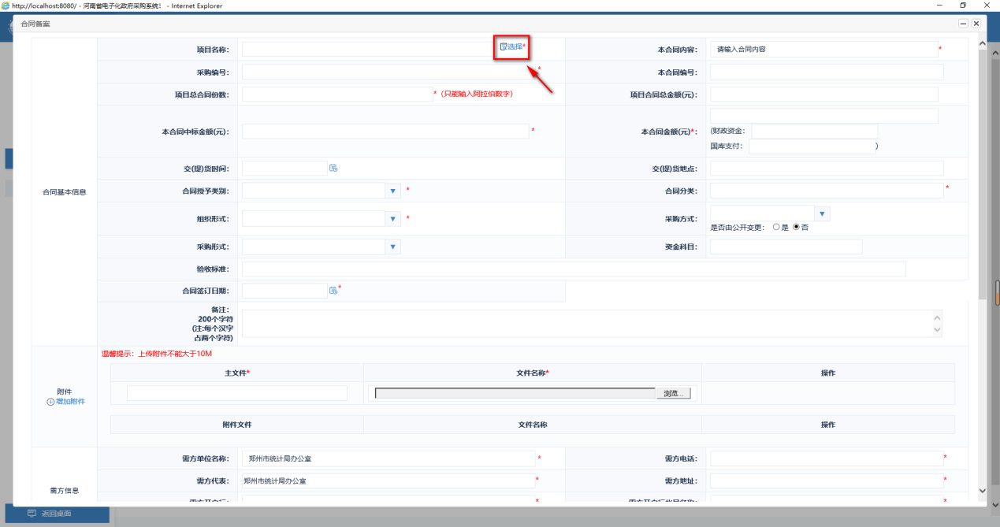 http://localhost:8080/ - 河南省电子化政府采购系统! - Internet Explorer
合同备案
项目名称: 选择* 本合同内容: 请输入合同内容 *
采购编号: * 本合同编号:
项目总合同份数: *（只能输入阿拉伯数字） 项目合同总金额(元):
本合同中标金额(元): * 本合同金额(元)*:
(财政资金:
国库支付: )
交(提)货时间: 交(提)货地点:
合同基本信息
合同授予类别: * 合同分类: *
组织形式: * 采购方式:
是否由公开变更: 是 否
采购形式: 资金科目:
验收标准:
合同签订日期: *
备注:
200个字符
(注:每个汉字
占两个字符)
温馨提示: 上传附件不能大于10M
主文件* 文件名称* 操作
附件
增加附件
浏览...
附件文件 文件名称 操作
需方单位名称: 郑州市统计局办公室 * 需方电话: *
需方代表: 郑州市统计局办公室 * 需方地址: *
需方信息
返回桌面